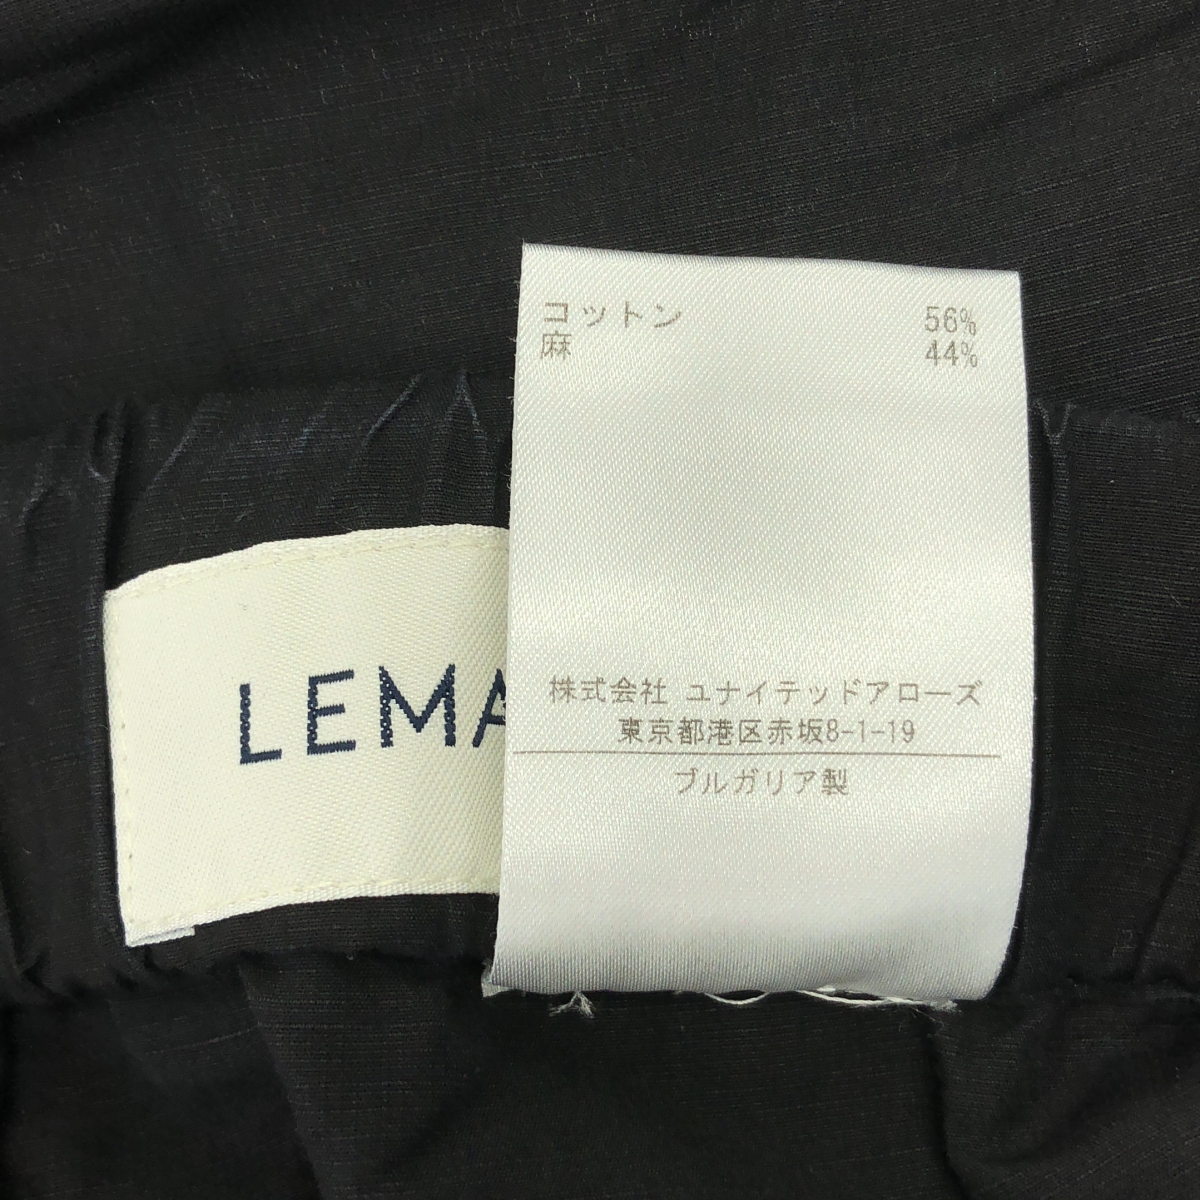 コットン 56%
麻 44%
LEMA
株式会社 ユナイテッドアローズ
東京都港区赤坂8-1-19
ブルガリア製